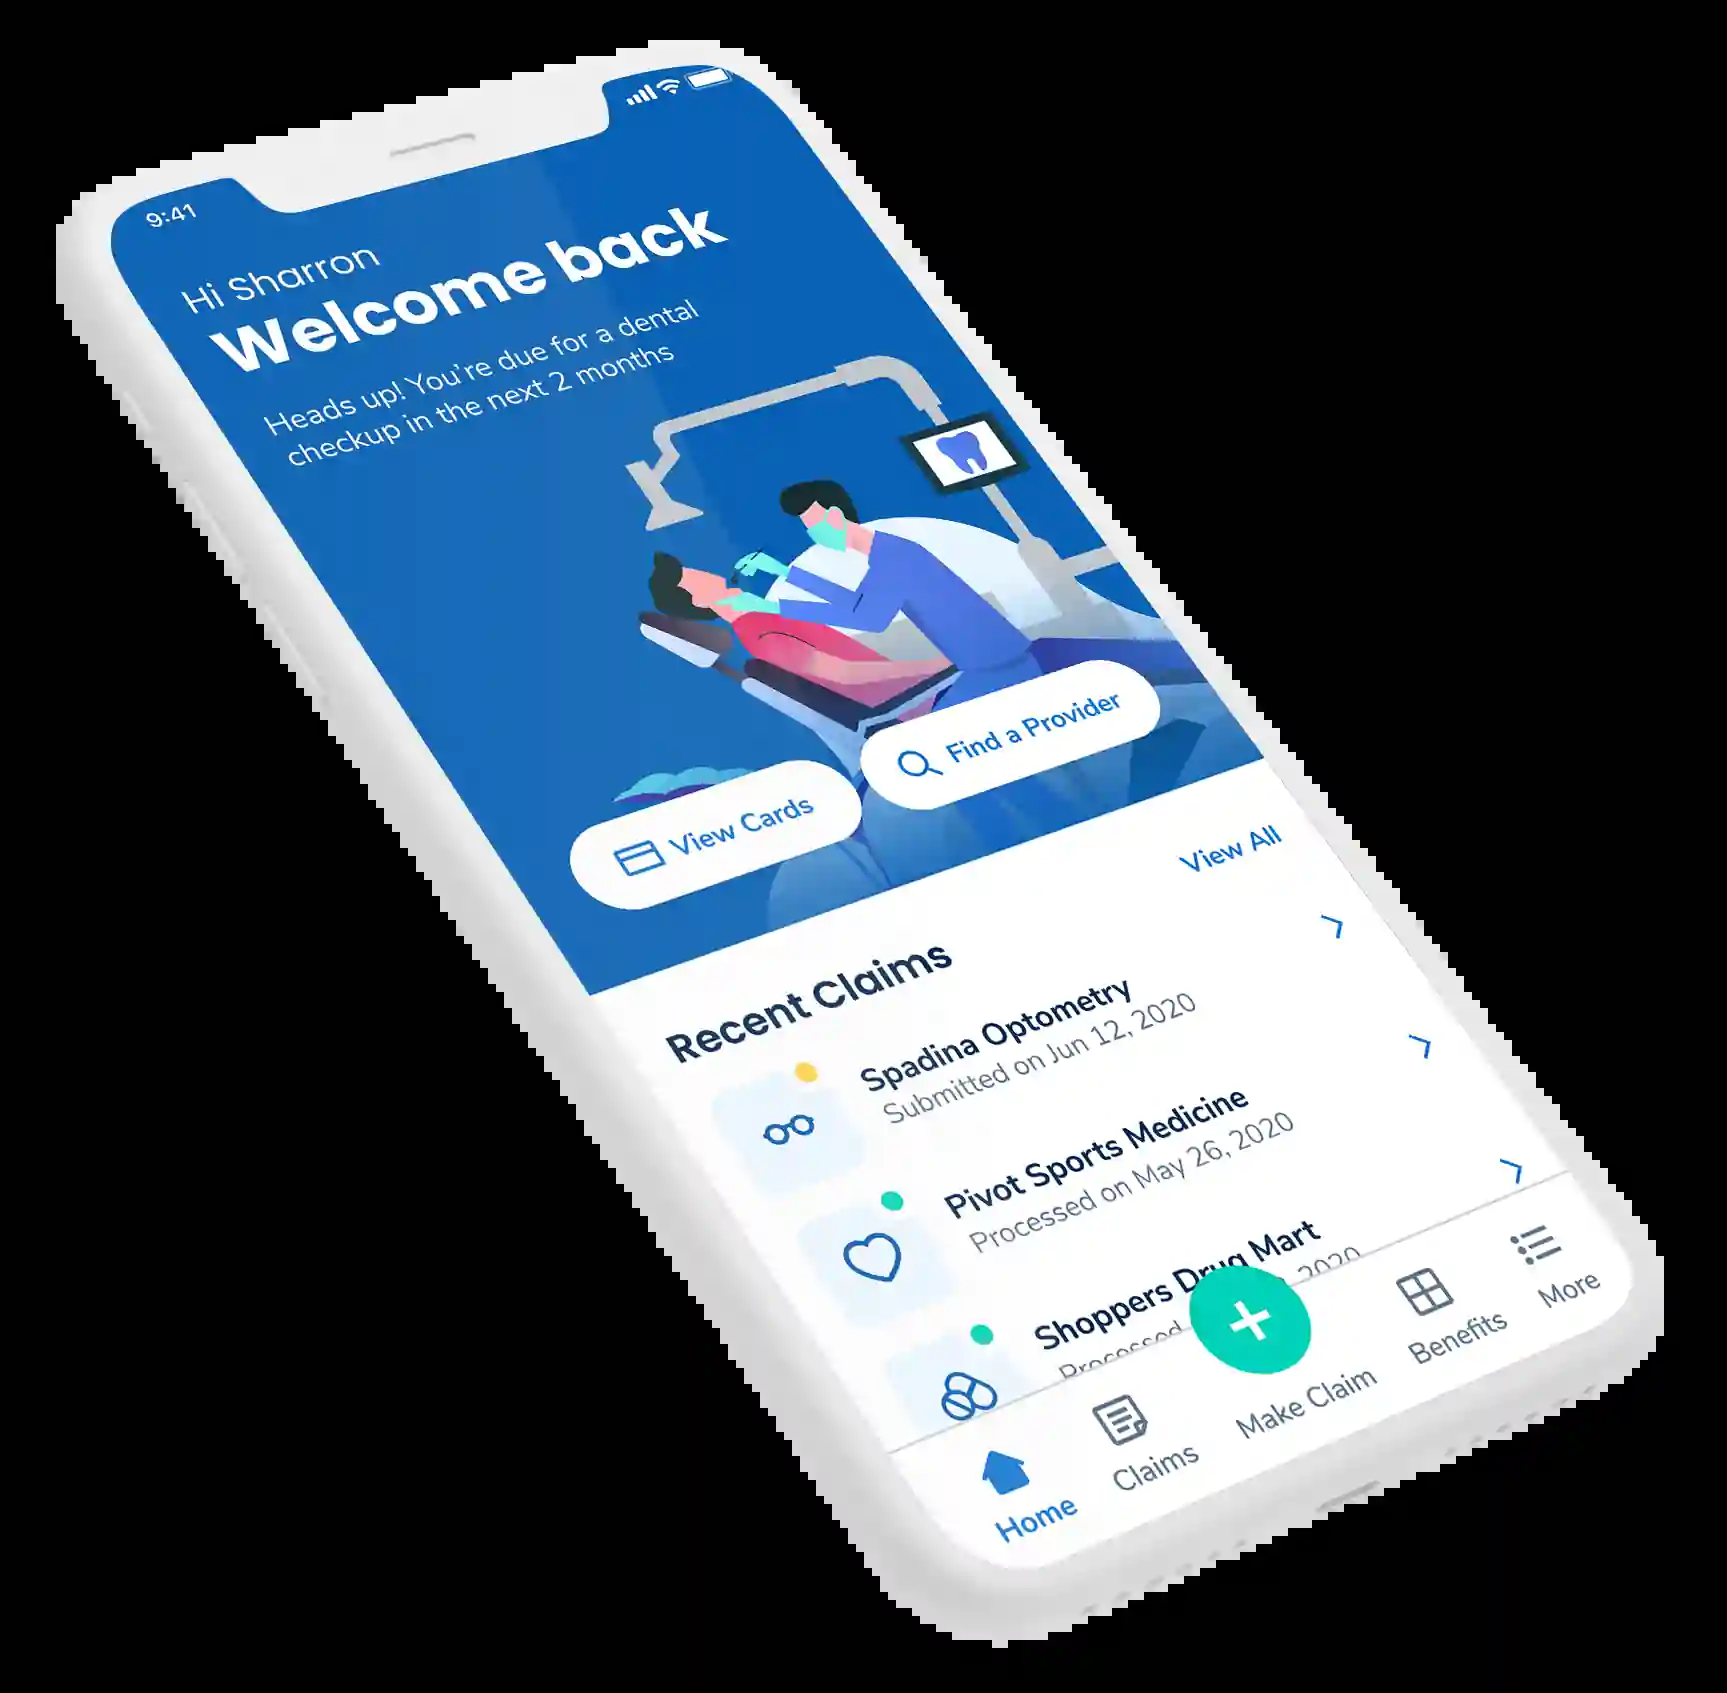 9:41
Hi Sharron
Welcome back
Heads up! You're due for a dental
checkup in the next 2 months
View Cards
Find a Provider
Recent Claims
View All
Spadina Optometry
Submitted on Jun 12, 2020
Pivot Sports Medicine
Processed on May 26, 2020
Shoppers Drug Mart
Processed 2020
Home
Claims
Make Claim
Benefits
More